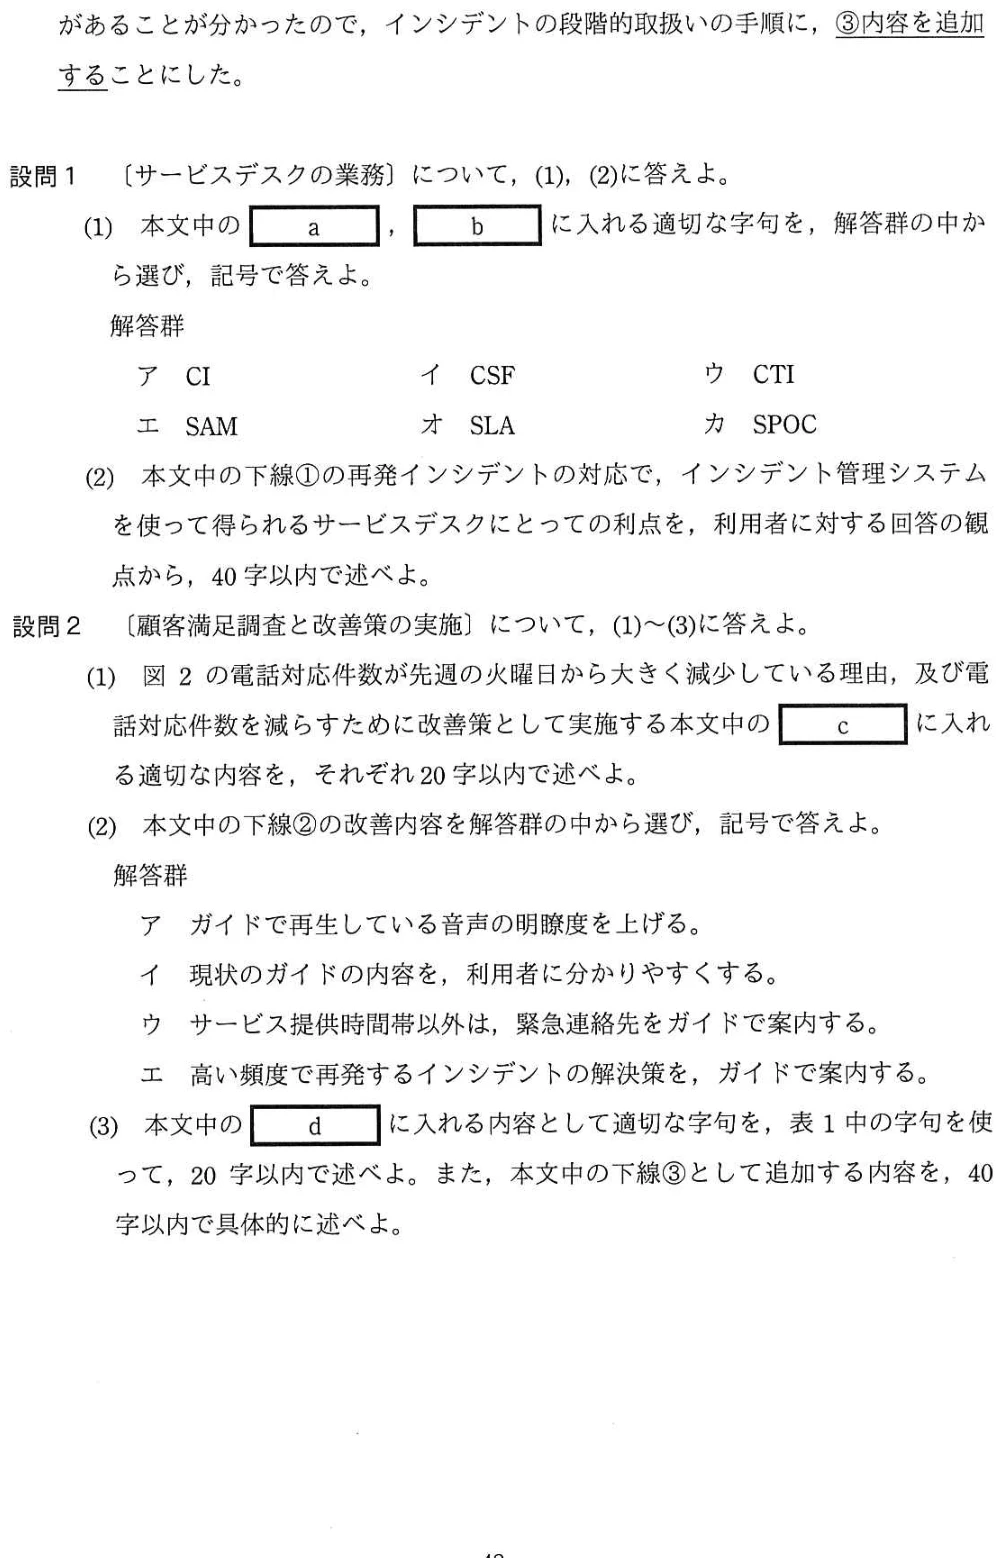 があることが分かったので，インシデントの段階的取扱いの手順に，③内容を追加
することにした。
設問1 〔サービスデスクの業務〕について，(1)，(2)に答えよ。
(1) 本文中の a ， b に入れる適切な字句を，解答群の中か
ら選び，記号で答えよ。
解答群
ア CI イ CSF ウ CTI
エ SAM オ SLA カ SPOC
(2) 本文中の下線①の再発インシデントの対応で，インシデント管理システム
を使って得られるサービスデスクにとっての利点を，利用者に対する回答の観
点から，40 字以内で述べよ。
設問2 〔顧客満足調査と改善策の実施〕について，(1)～(3)に答えよ。
(1) 図 2 の電話対応件数が先週の火曜日から大きく減少している理由，及び電
話対応件数を減らすために改善策として実施する本文中の c に入れ
る適切な内容を，それぞれ 20 字以内で述べよ。
(2) 本文中の下線②の改善内容を解答群の中から選び，記号で答えよ。
解答群
ア ガイドで再生している音声の明瞭度を上げる。
イ 現状のガイドの内容を，利用者に分かりやすくする。
ウ サービス提供時間帯以外は，緊急連絡先をガイドで案内する。
エ 高い頻度で再発するインシデントの解決策を，ガイドで案内する。
(3) 本文中の d に入れる内容として適切な字句を，表 1 中の字句を使
って，20 字以内で述べよ。また，本文中の下線③として追加する内容を，40
字以内で具体的に述べよ。